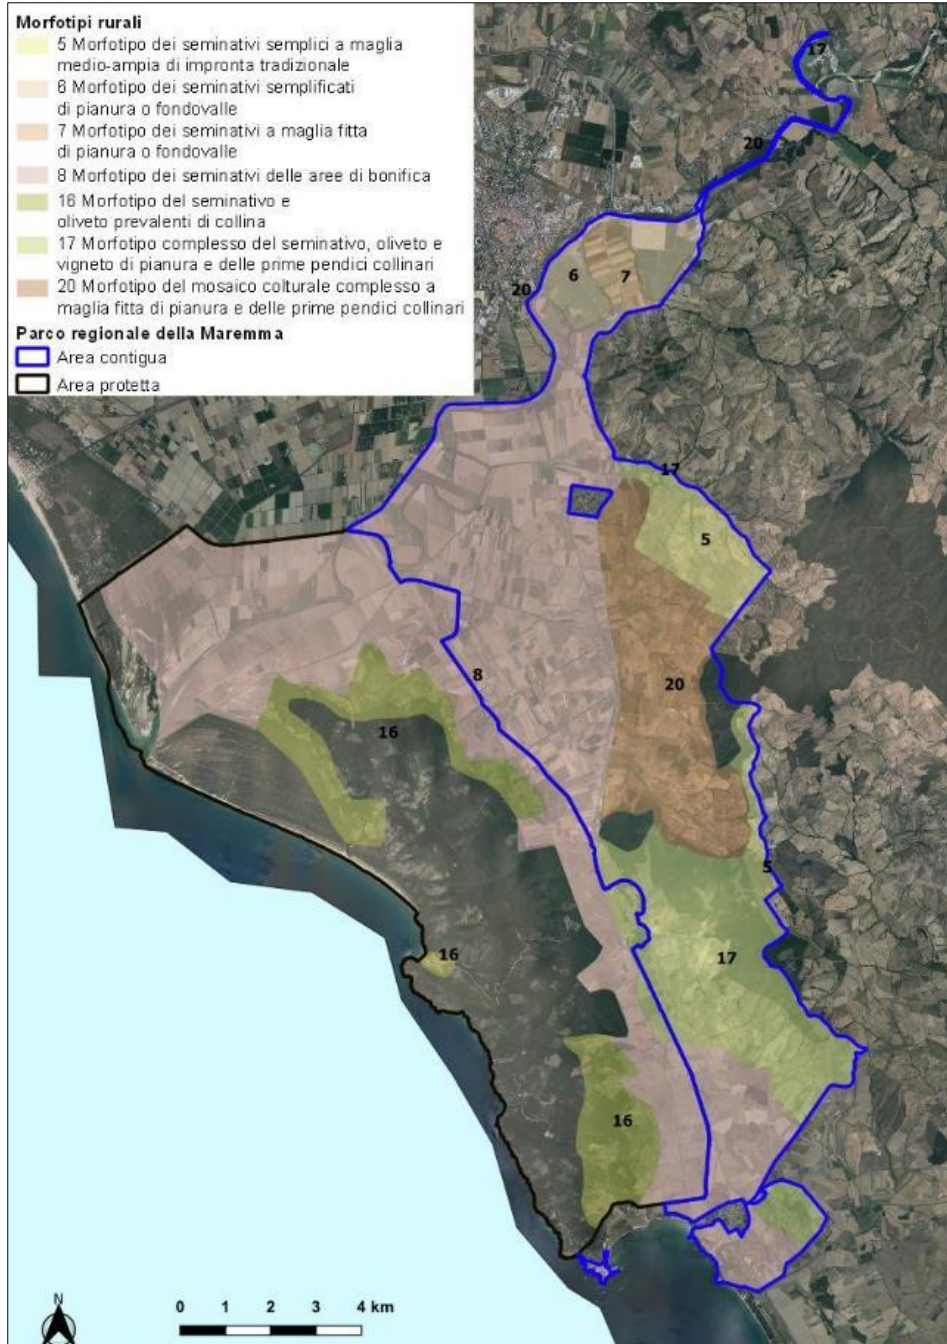 Morfotipi rurali
5 Morfotipo dei seminativi semplici a maglia
medio-ampia di impronta tradizionale
6 Morfotipo dei seminativi semplificati
di pianura o fondovalle
7 Morfotipo dei seminativi a maglia fitta
di pianura o fondovalle
8 Morfotipo dei seminativi delle aree di bonifica
16 Morfotipo del seminativo e
oliveto prevalenti di collina
17 Morfotipo complesso del seminativo, oliveto e
vigneto di pianura e delle prime pendici collinari
20 Morfotipo del mosaico colturale complesso a
maglia fitta di pianura e delle prime pendici collinari
Parco regionale della Maremma
Area contigua
Area protetta
17
20
6
7
20
17
5
8
20
16
5
16
17
16
N
0 1 2 3 4 km